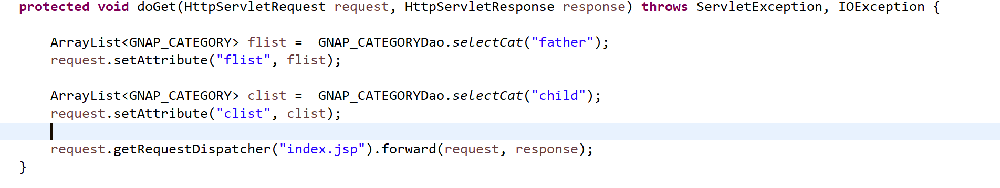 protected void doGet(HttpServletRequest request, HttpServletResponse response) throws ServletException, IOException {
ArrayList<GNAP_CATEGORY> flist =  GNAP_CATEGORYDao.selectCat("father");
request.setAttribute("flist", flist);
ArrayList<GNAP_CATEGORY> clist =  GNAP_CATEGORYDao.selectCat("child");
request.setAttribute("clist", clist);
request.getRequestDispatcher("index.jsp").forward(request, response);
}